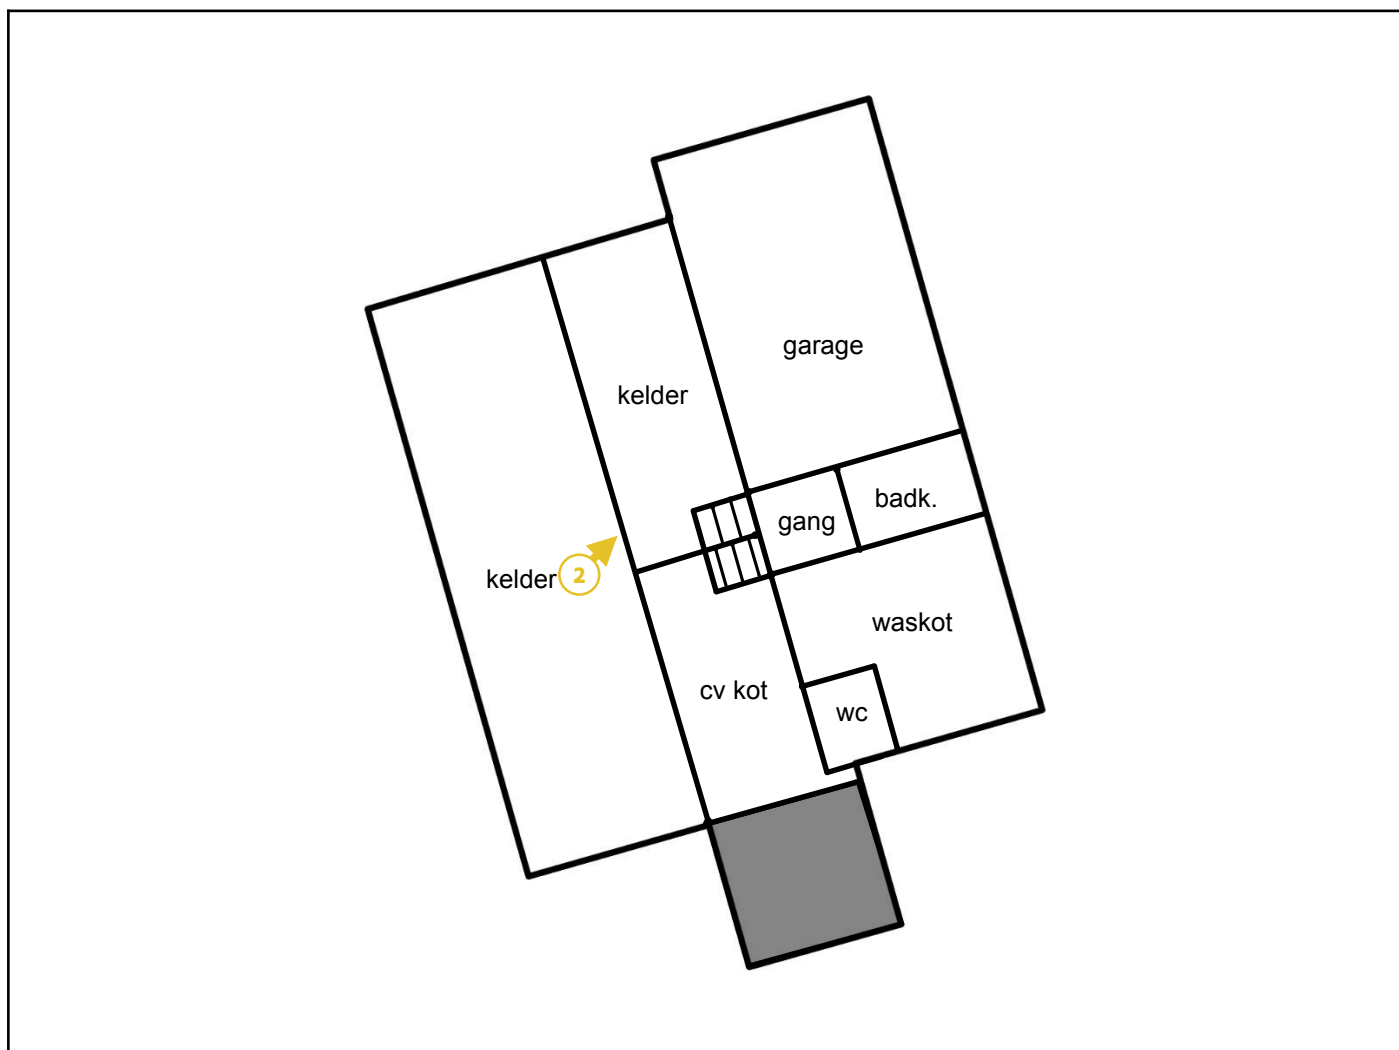 garage
kelder
badk.
gang
kelder 2
waskot
cv kot
wc